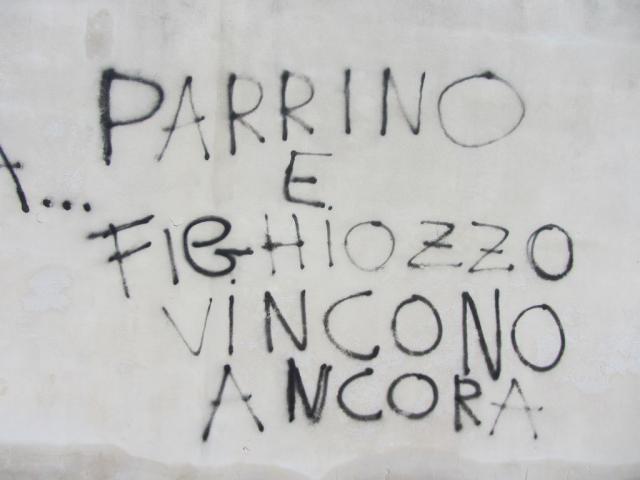 PARRINO
E
A...
FIGHIOZZO
VINCONO
ANCORA